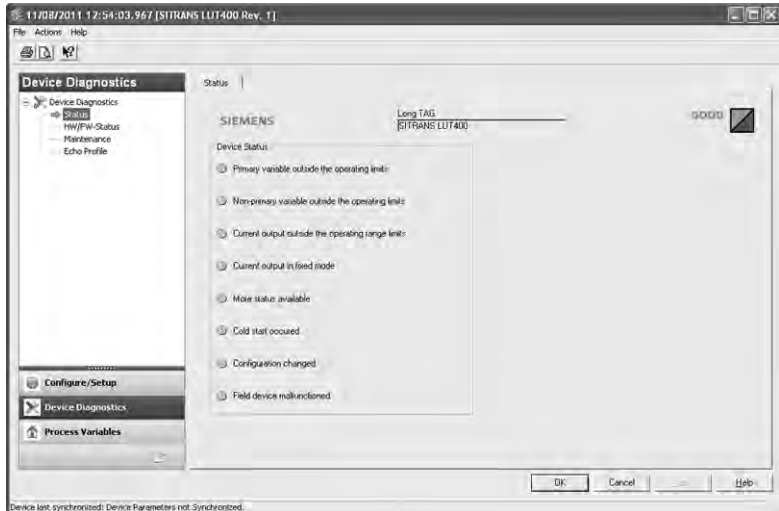 11/08/2011 12:54:03.967 [SITRANS LUT400 Rev. 1]
File Actions Help
Device Diagnostics
Device Diagnostics
Status
HW/FW-Status
Maintenance
Echo Profile
Configure/Setup
Device Diagnostics
Process Variables
Status
SIEMENS
Long TAG
SITRANS LUT400
GOOD
Device Status
Primary variable outside the operating limits
Non-primary variable outside the operating limits
Current output outside the operating range limits
Current output in fixed mode
More status available
Cold start occured
Configuration changed
Field device malfunctioned
OK Cancel ... Help
Device last synchronized: Device Parameters not Synchronized.